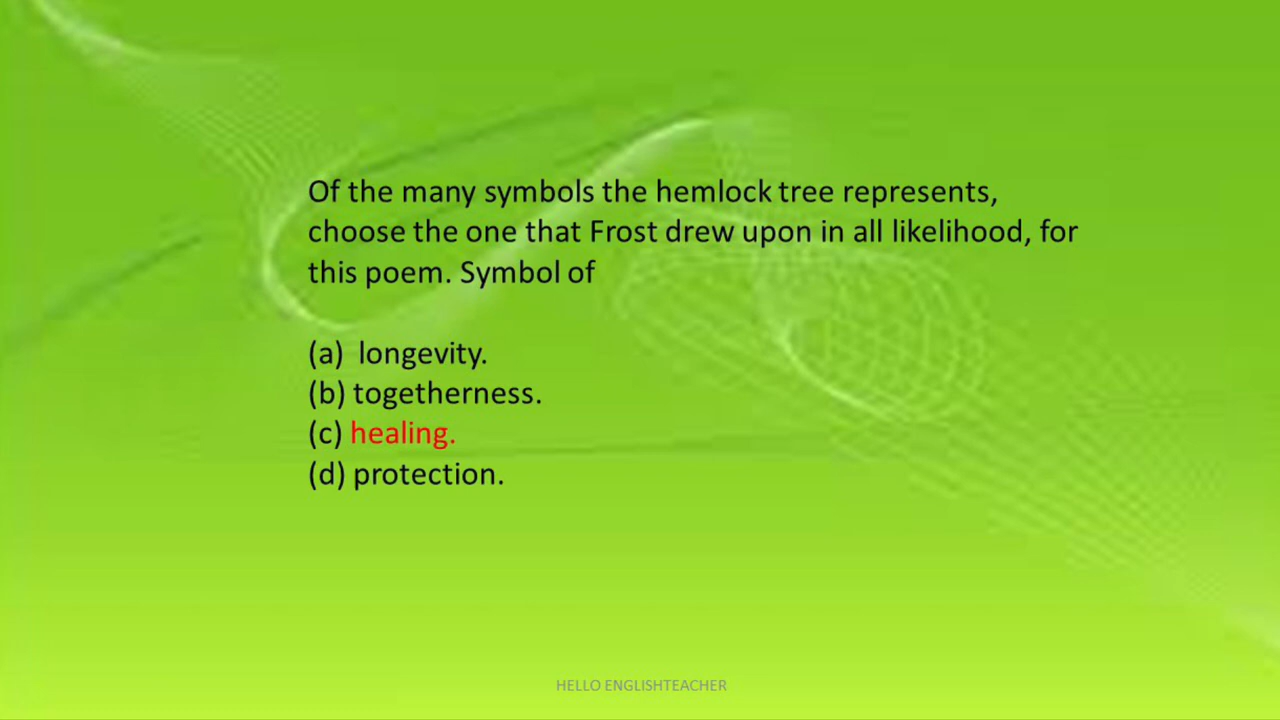 Of the many symbols the hemlock tree represents,
choose the one that Frost drew upon in all likelihood, for
this poem. Symbol of
(a) longevity.
(b) togetherness.
(c) healing.
(d) protection.
HELLO ENGLISHTEACHER